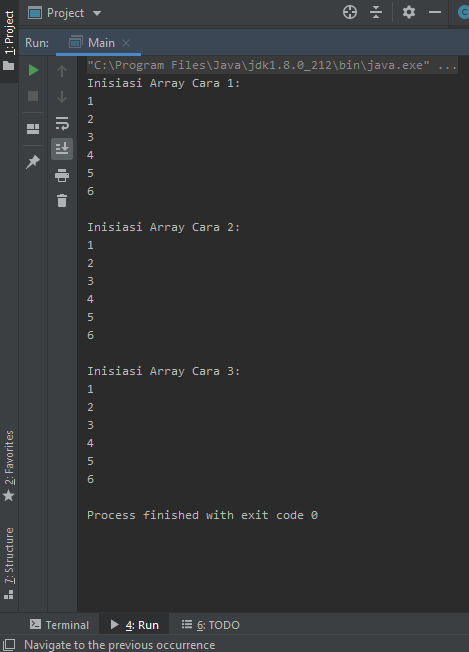 Project
1: Project
Run: Main
"C:\Program Files\Java\jdk1.8.0_212\bin\java.exe" ...
Inisiasi Array Cara 1:
1
2
3
4
5
6
Inisiasi Array Cara 2:
1
2
3
4
5
6
Inisiasi Array Cara 3:
1
2
3
4
5
6
Process finished with exit code 0
2: Favorites
7: Structure
Terminal 4: Run 6: TODO
Navigate to the previous occurrence